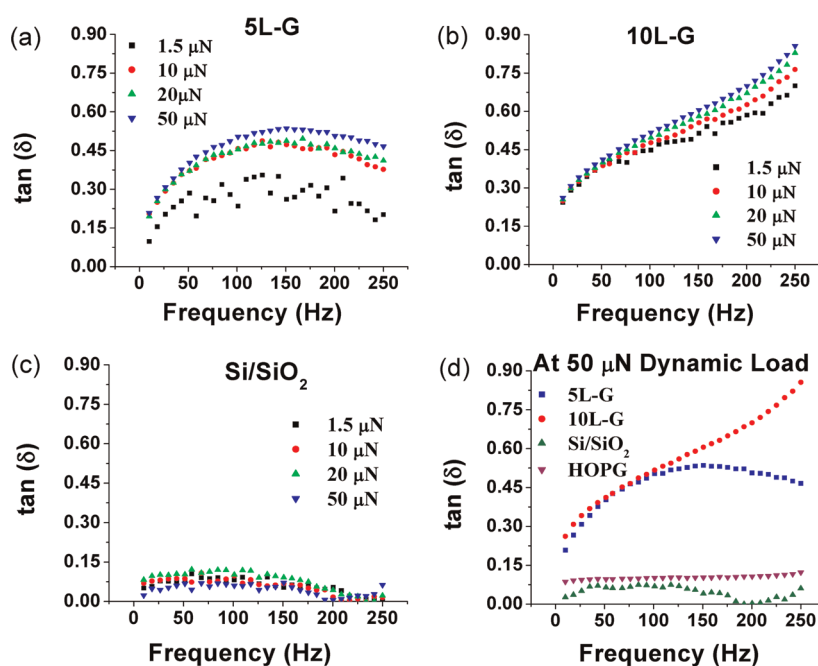 (a)
5L-G
1.5 μN
10 μN
20μN
50 μN
tan (δ)
0.90
0.75
0.60
0.45
0.30
0.15
0.00
0 50 100 150 200 250
Frequency (Hz)
(b)
10L-G
tan (δ)
0.90
0.75
0.60
0.45
0.30
0.15
0.00
1.5 μN
10 μN
20 μN
50 μN
0 50 100 150 200 250
Frequency (Hz)
(c)
Si/SiO₂
tan (δ)
0.90
0.75
0.60
0.45
0.30
0.15
0.00
1.5 μN
10 μN
20 μN
50 μN
0 50 100 150 200 250
Frequency (Hz)
(d)
At 50 μN Dynamic Load
5L-G
10L-G
Si/SiO₂
HOPG
tan (δ)
0.90
0.75
0.60
0.45
0.30
0.15
0.00
0 50 100 150 200 250
Frequency (Hz)